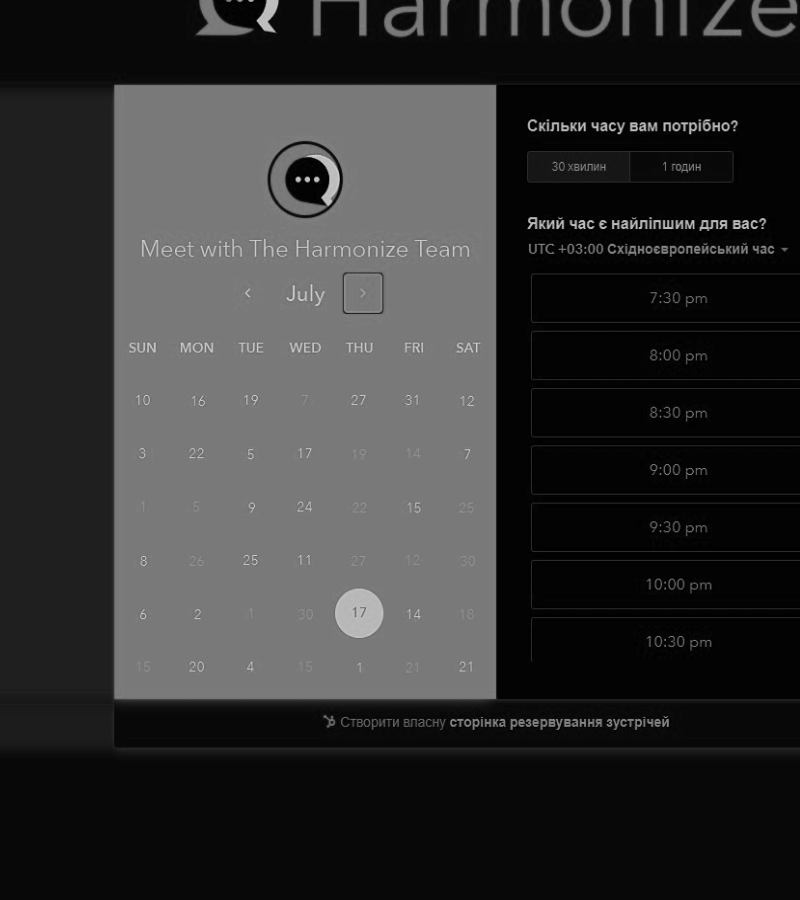 Harmonize
Meet with The Harmonize Team
July
SUN MON TUE WED THU FRI SAT
10 16 19 7 27 31 12
3 22 5 17 19 14 7
1 5 9 24 22 15 25
8 26 25 11 27 12 30
6 2 1 30 17 14 18
15 20 4 15 1 21 21
Скільки часу вам потрібно?
30 хвилин 1 годин
Який час є найліпшим для вас?
UTC +03:00 Східноєвропейський час
7:30 pm
8:00 pm
8:30 pm
9:00 pm
9:30 pm
10:00 pm
10:30 pm
Створити власну сторінка резервування зустрічей